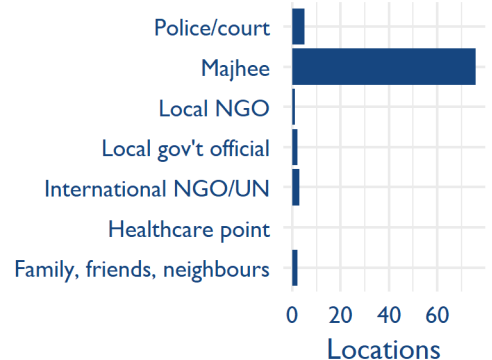 Police/court
Majhee
Local NGO
Local gov't official
International NGO/UN
Healthcare point
Family, friends, neighbours
0 20 40 60
Locations